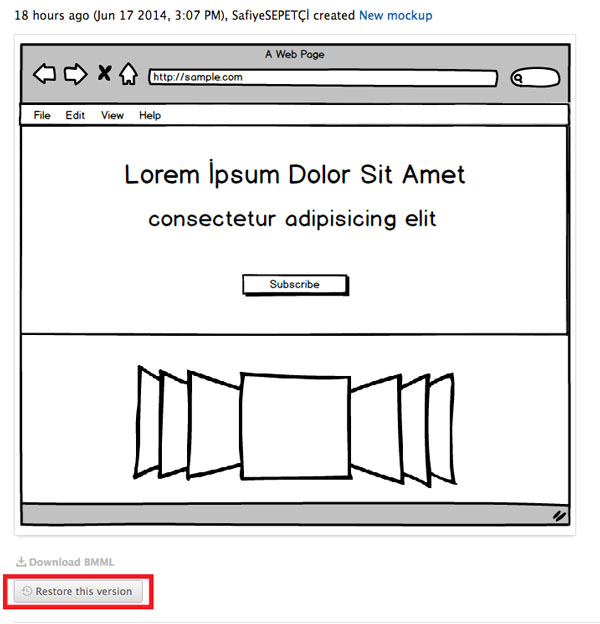 18 hours ago (Jun 17 2014, 3:07 PM), SafiyeSEPETÇİ created New mockup
A Web Page
http://sample.com
File Edit View Help
Lorem İpsum Dolor Sit Amet
consectetur adipisicing elit
Subscribe
Download BMML
Restore this version